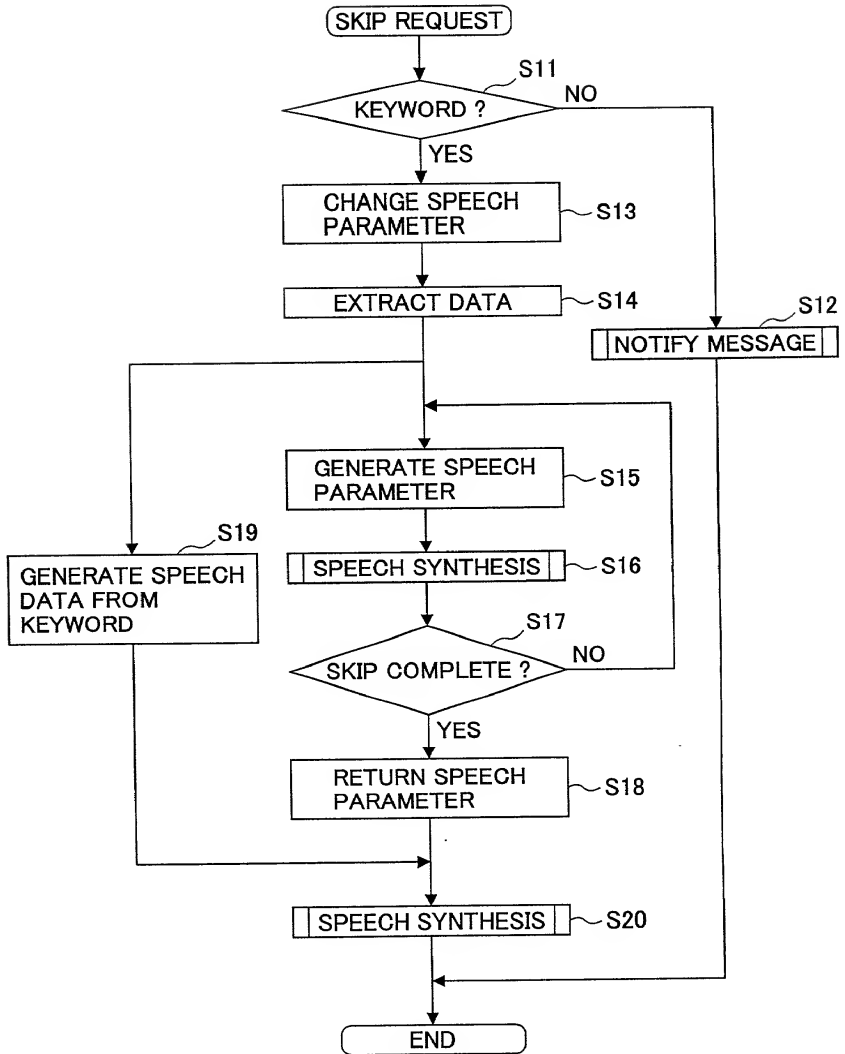 SKIP REQUEST
S11
KEYWORD ?
NO
YES
CHANGE SPEECH
PARAMETER
S13
EXTRACT DATA
S14
S12
NOTIFY MESSAGE
GENERATE SPEECH
PARAMETER
S15
S19
GENERATE SPEECH
DATA FROM
KEYWORD
SPEECH SYNTHESIS
S16
S17
SKIP COMPLETE ?
NO
YES
RETURN SPEECH
PARAMETER
S18
SPEECH SYNTHESIS
S20
END